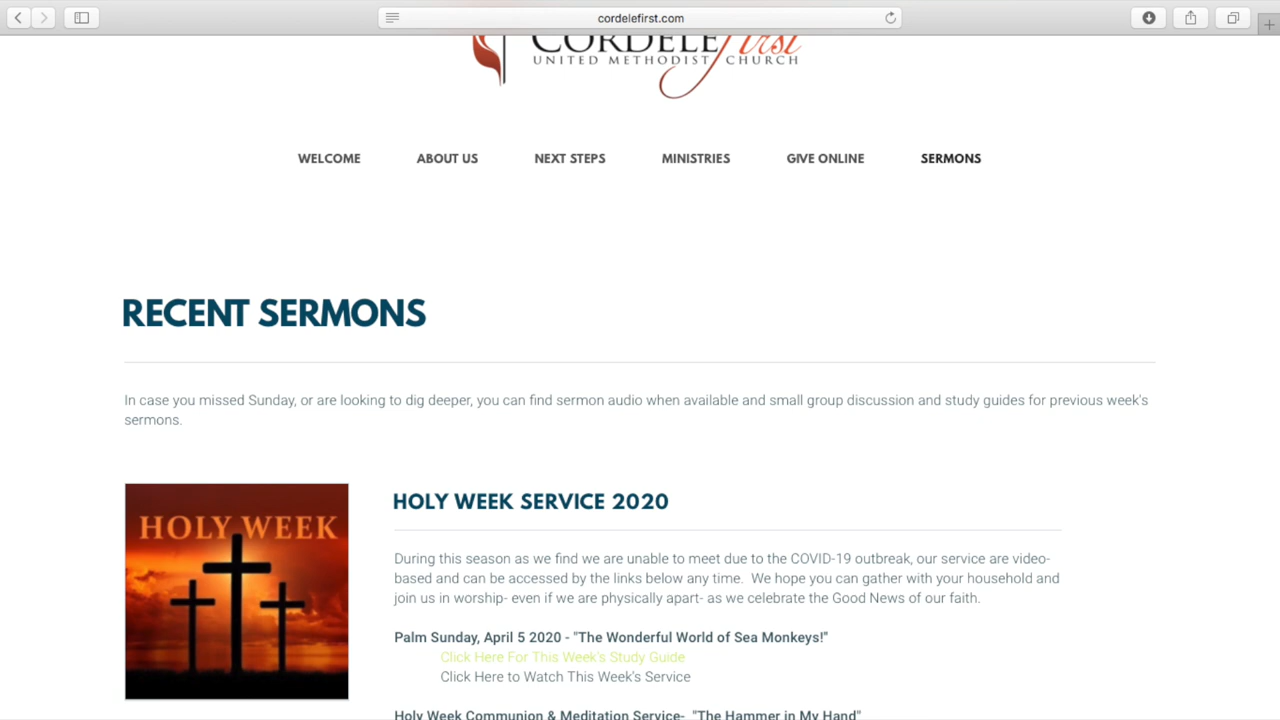 cordelefirst.com
CORDELE first
UNITED METHODIST CHURCH
WELCOME ABOUT US NEXT STEPS MINISTRIES GIVE ONLINE SERMONS
RECENT SERMONS
In case you missed Sunday, or are looking to dig deeper, you can find sermon audio when available and small group discussion and study guides for previous week's
sermons.
HOLY WEEK
HOLY WEEK SERVICE 2020
During this season as we find we are unable to meet due to the COVID-19 outbreak, our service are video-
based and can be accessed by the links below any time.  We hope you can gather with your household and
join us in worship- even if we are physically apart- as we celebrate the Good News of our faith.
Palm Sunday, April 5 2020 - "The Wonderful World of Sea Monkeys!"
Click Here For This Week's Study Guide
Click Here to Watch This Week's Service
Holy Week Communion & Meditation Service-  "The Hammer in My Hand"